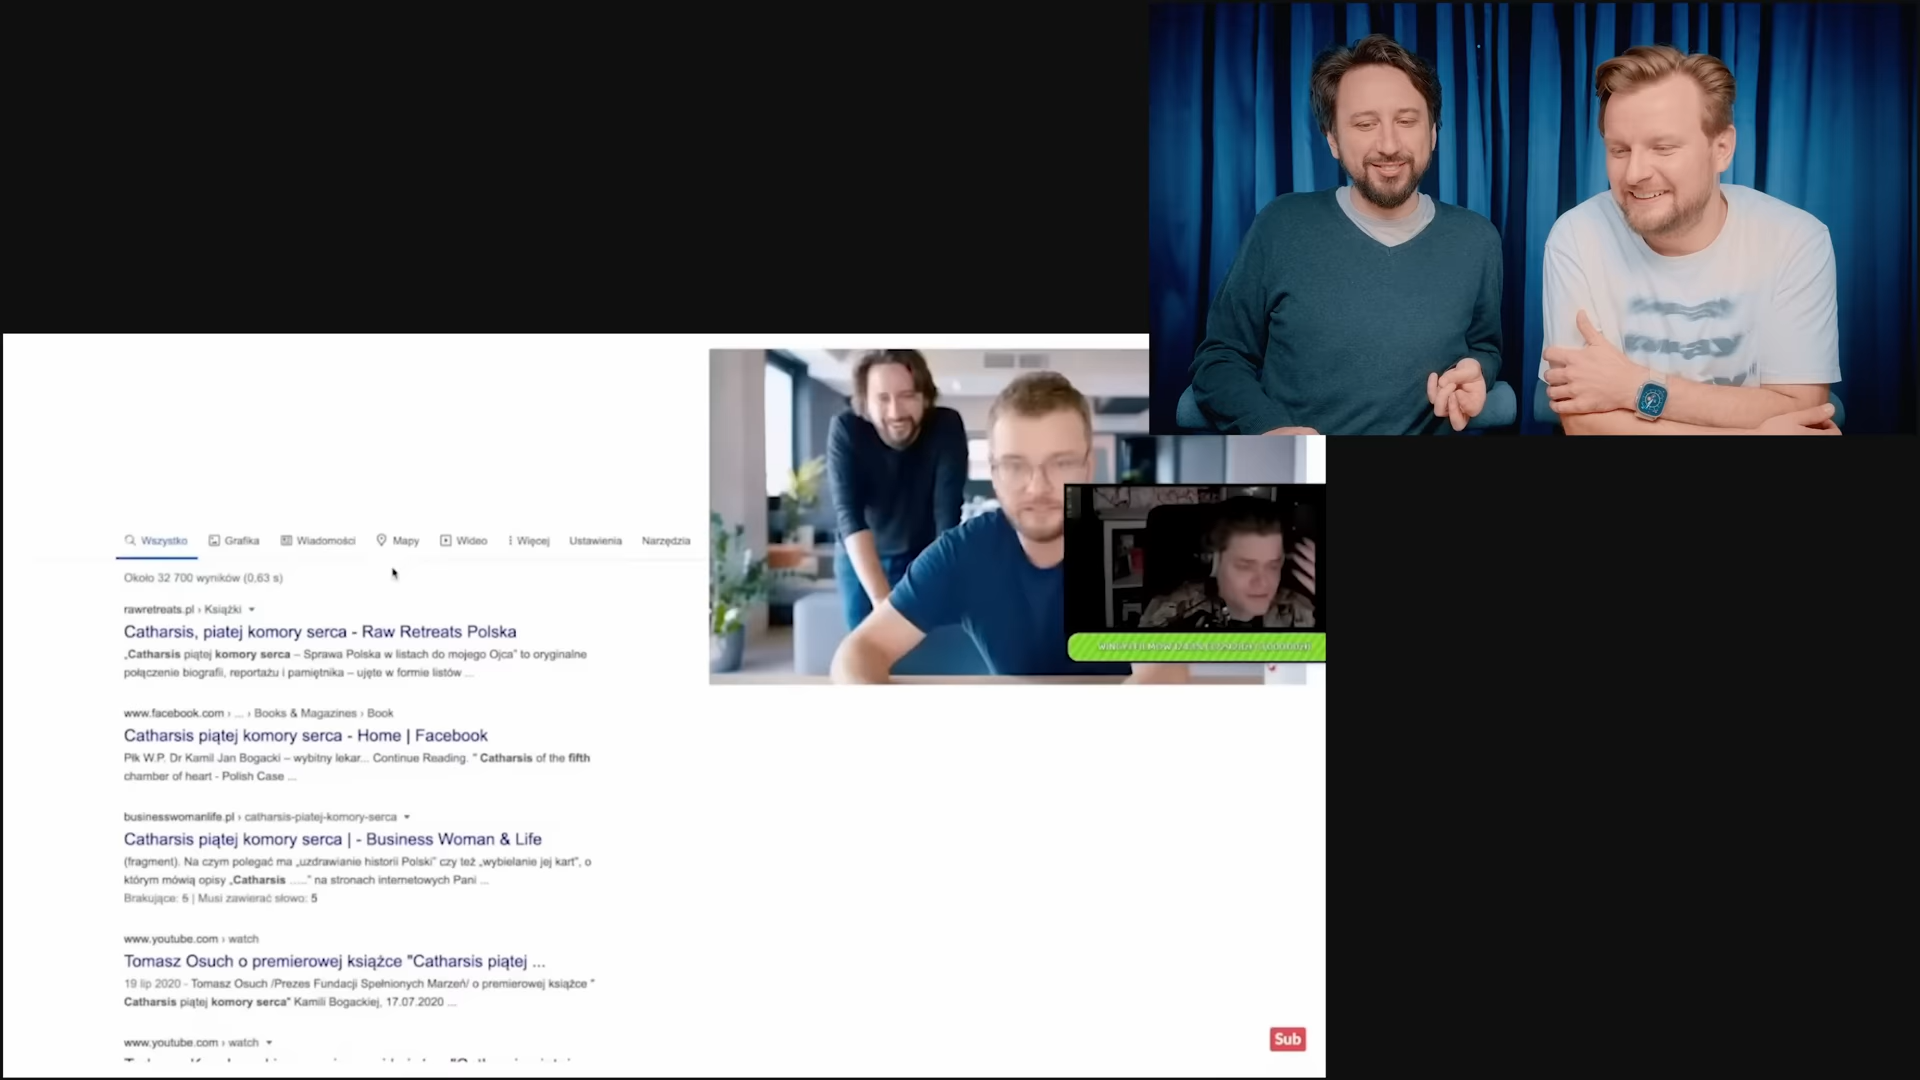 Wszystko Grafika Wiadomości Mapy Wideo Więcej Ustawienia Narzędzia
Około 32 700 wyników (0,63 s)
rawretreats.pl › Książki
Catharsis, piatej komory serca - Raw Retreats Polska
„Catharsis piątej komory serca – Sprawa Polska w listach do mojego Ojca” to oryginalne
połączenie biografii, reportażu i pamiętnika – ujęte w formie listów ...
www.facebook.com › ... › Books & Magazines › Book
Catharsis piątej komory serca - Home | Facebook
Płk W.P. Dr Kamil Jan Bogacki – wybitny lekar... Continue Reading. " Catharsis of the fifth
chamber of heart - Polish Case ...
businesswomanlife.pl › catharsis-piatej-komory-serca
Catharsis piątej komory serca | - Business Woman & Life
(fragment). Na czym polegać ma „uzdrawianie historii Polski” czy też „wybielanie jej kart”, o
którym mówią opisy „Catharsis .....” na stronach internetowych Pani ...
Brakujące: 5 | Musi zawierać słowo: 5
www.youtube.com › watch
Tomasz Osuch o premierowej książce "Catharsis piątej ...
19 lip 2020 - Tomasz Osuch /Prezes Fundacji Spełnionych Marzeń/ o premierowej książce "
Catharsis piątej komory serca" Kamili Bogackiej, 17.07.2020 ...
www.youtube.com › watch
Sub